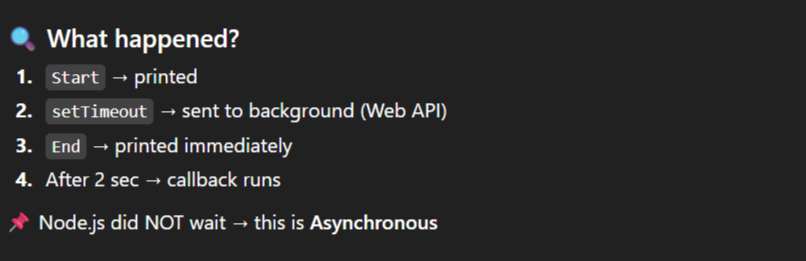 🔍 What happened?
1. Start → printed
2. setTimeout → sent to background (Web API)
3. End → printed immediately
4. After 2 sec → callback runs
📌 Node.js did NOT wait → this is Asynchronous